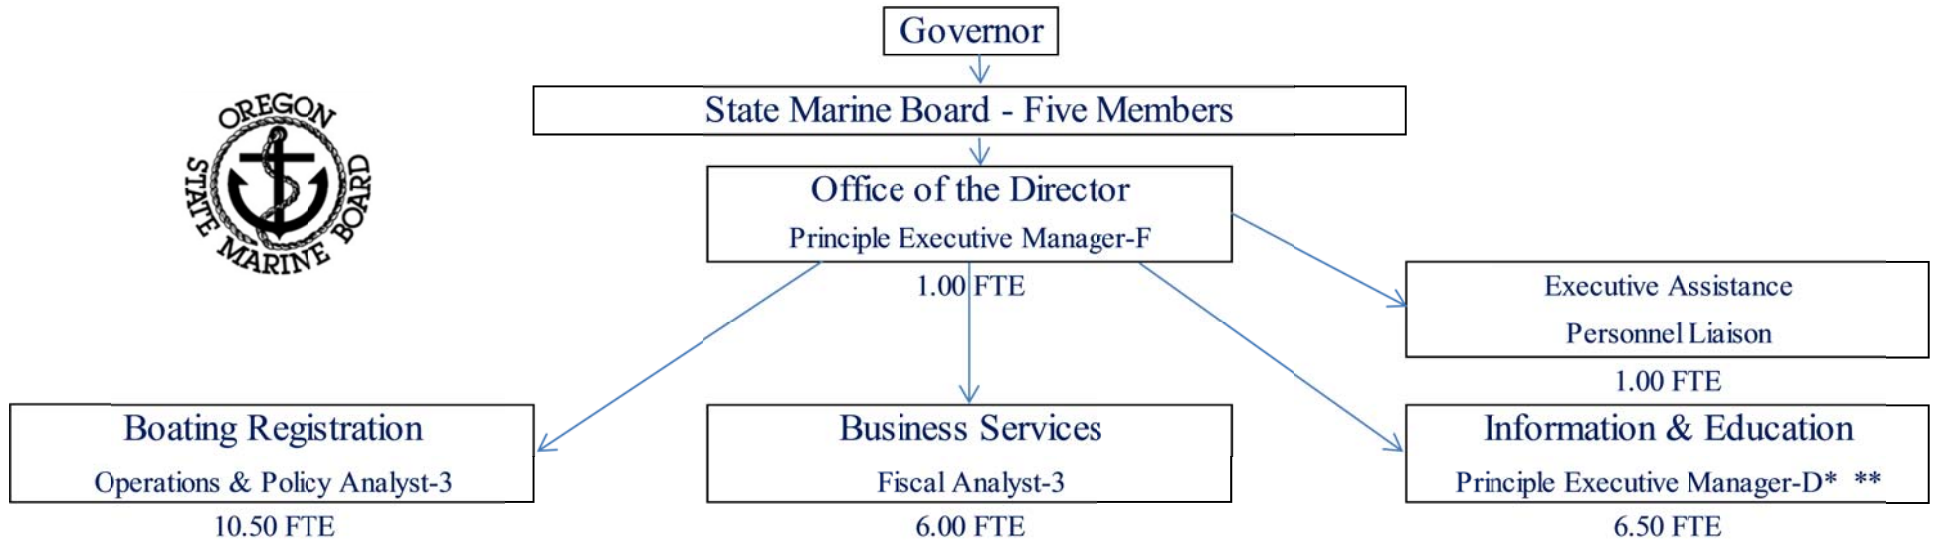 Governor
OREGON
STATE MARINE BOARD
State Marine Board - Five Members
Office of the Director
Principle Executive Manager-F
1.00 FTE
Executive Assistance
Personnel Liaison
1.00 FTE
Boating Registration
Operations & Policy Analyst-3
10.50 FTE
Business Services
Fiscal Analyst-3
6.00 FTE
Information & Education
Principle Executive Manager-D* **
6.50 FTE